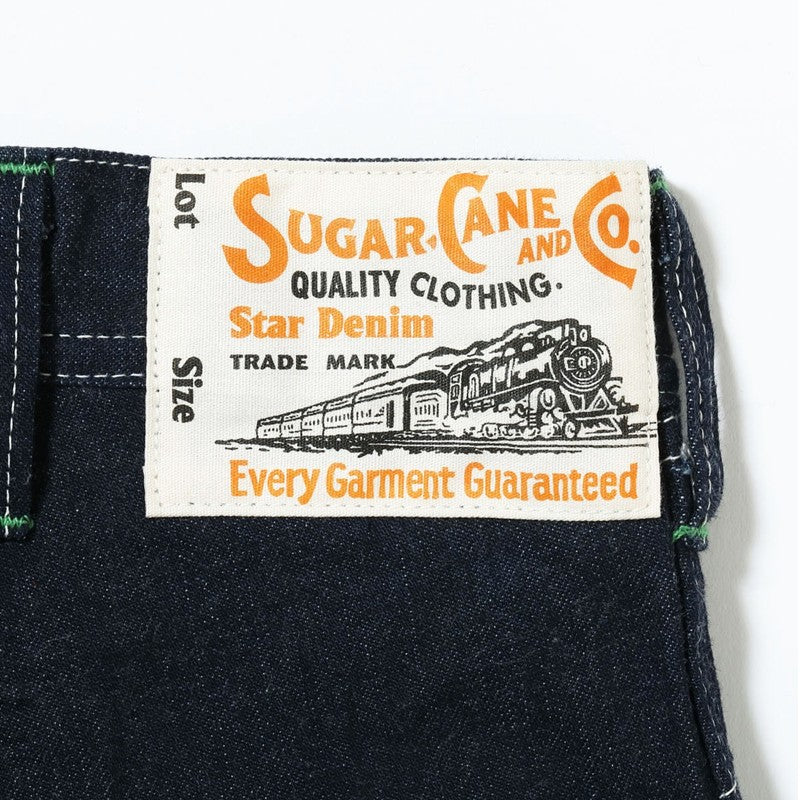 Lot
Size
SUGAR CANE AND CO.
QUALITY CLOTHING.
Star Denim
TRADE MARK
Every Garment Guaranteed